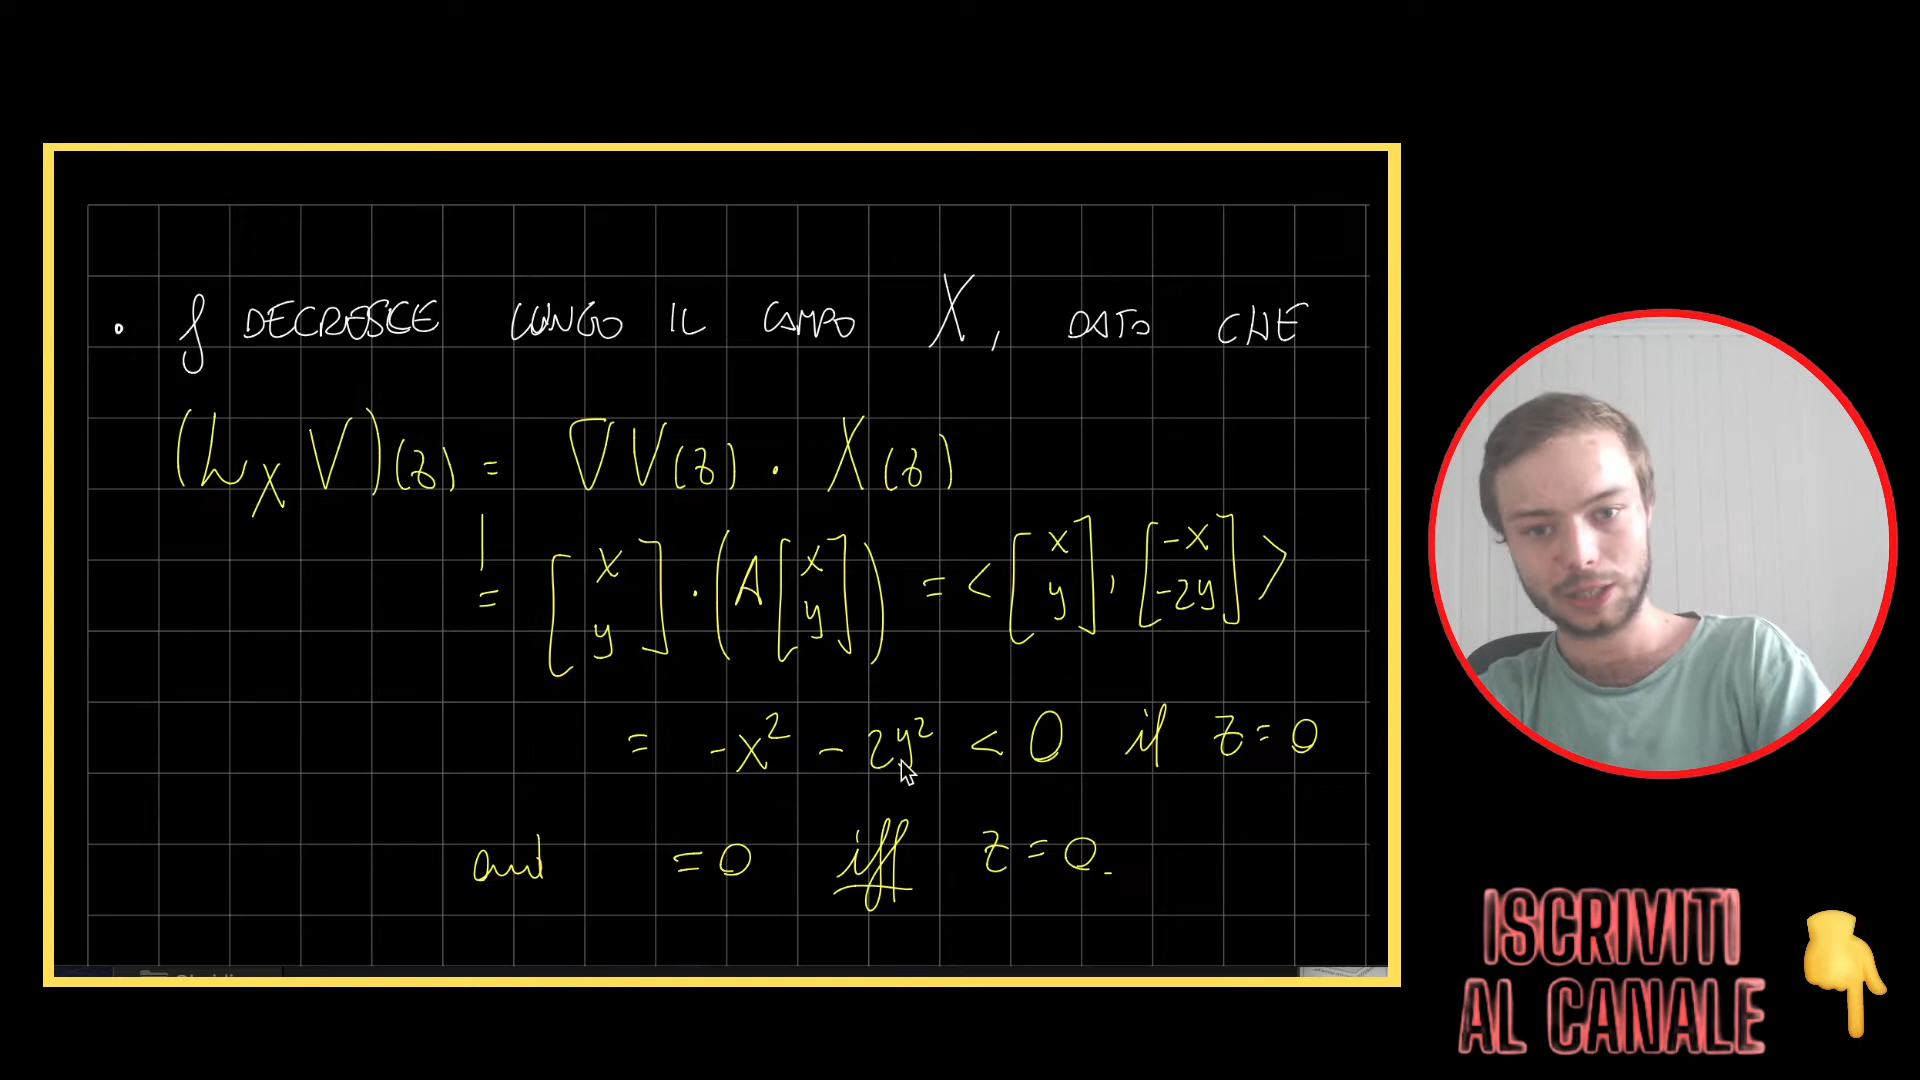 • f DECRESCE LUNGO IL CAMPO X, DATO CHE
(L_X V)(z) = ∇V(z) · X(z)
= [x y] · (A [x y]) = < [x y], [-x -2y] >
= -x² - 2y² < 0 if z=0
and =0 iff z=0.
ISCRIVITI
AL CANALE